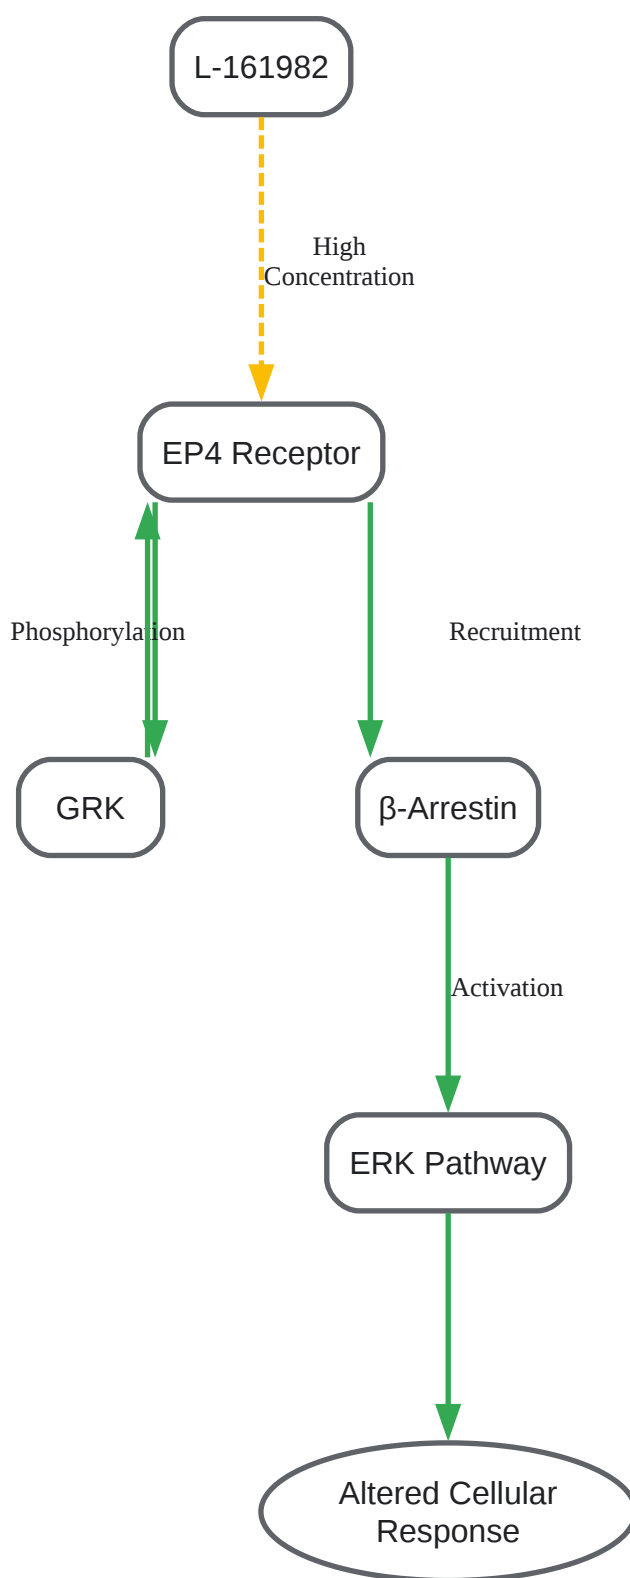 L-161982
High
Concentration
EP4 Receptor
Phosphorylation
Recruitment
GRK
β-Arrestin
Activation
ERK Pathway
Altered Cellular
Response